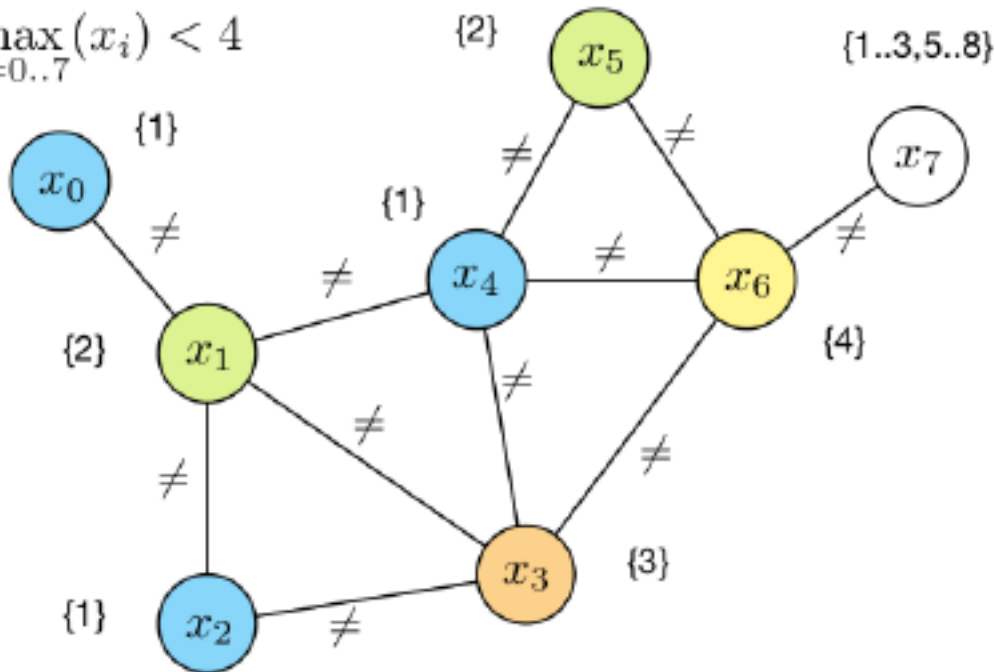 max(xᵢ) < 4
=0..7
{2}
x₅
{1..3,5..8}
{1}
x₀
≠
≠
x₇
≠
{1}
≠
x₄
≠
≠
x₆
{2}
x₁
{4}
≠
≠
≠
≠
x₃
{3}
{1}
x₂
≠